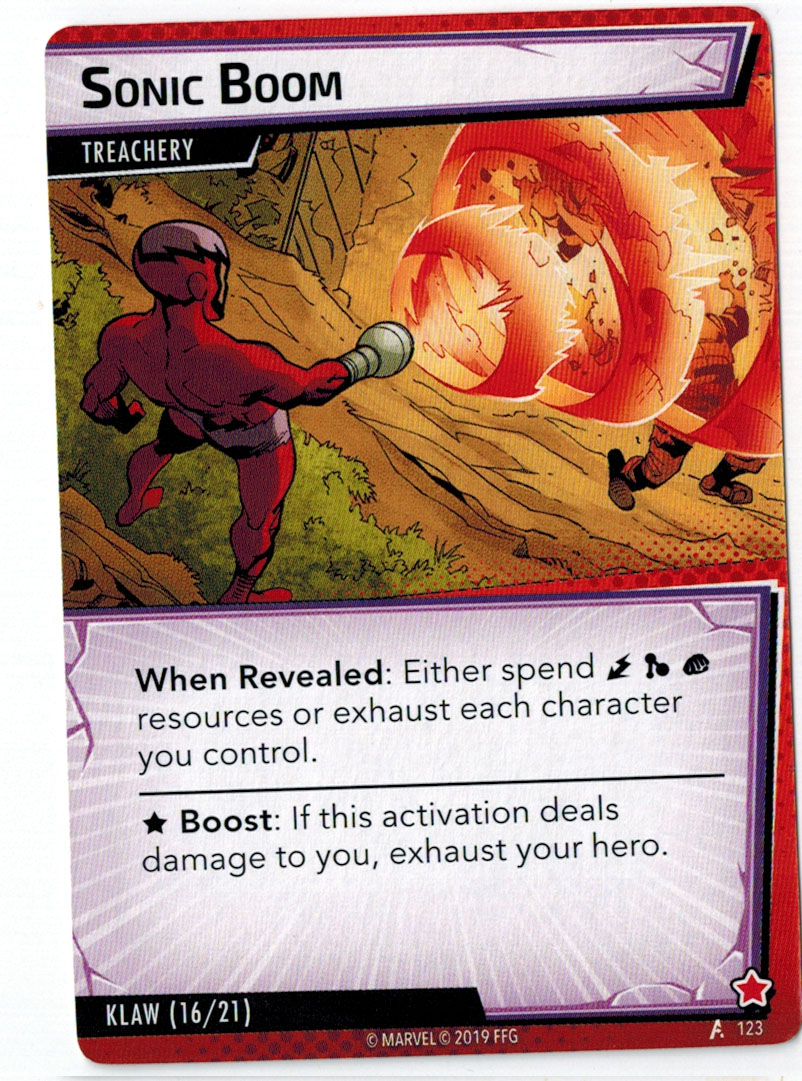 SONIC BOOM
TREACHERY
When Revealed: Either spend
resources or exhaust each character
you control.
★ Boost: If this activation deals
damage to you, exhaust your hero.
KLAW (16/21)
© MARVEL © 2019 FFG
123